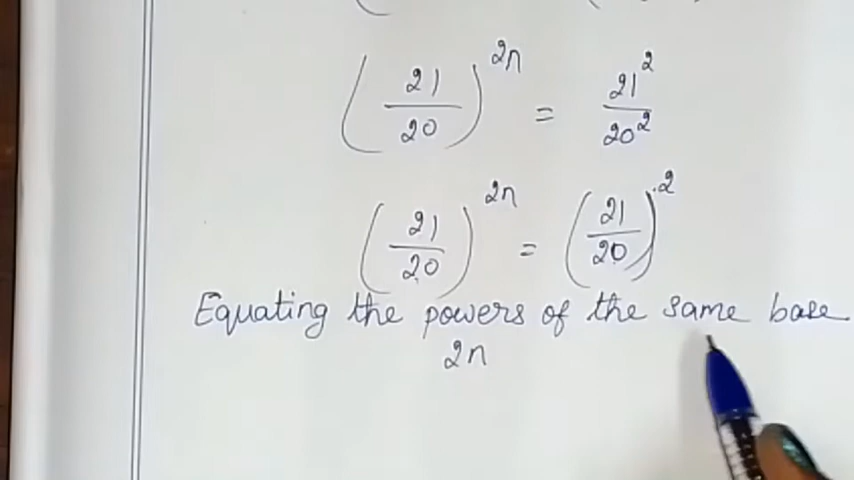 (21/20)^2n = 21^2/20^2
(21/20)^2n = (21/20)^2
Equating the powers of the same base
2n